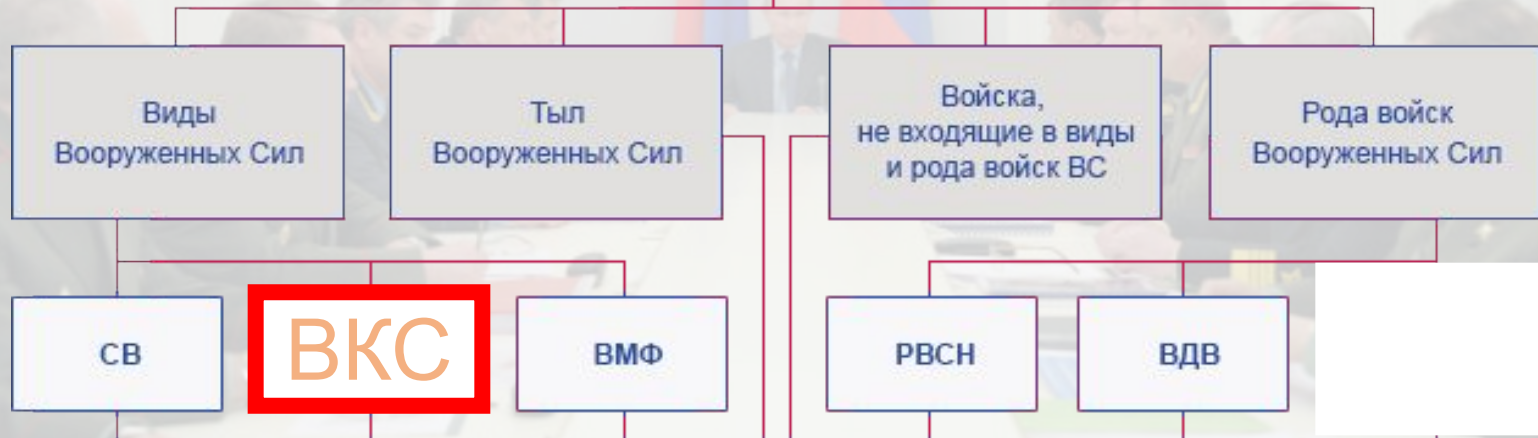 Виды
Вооруженных Сил
Тыл
Вооруженных Сил
Войска,
не входящие в виды
и рода войск ВС
Рода войск
Вооруженных Сил
СВ
ВКС
ВМФ
РВСН
ВДВ